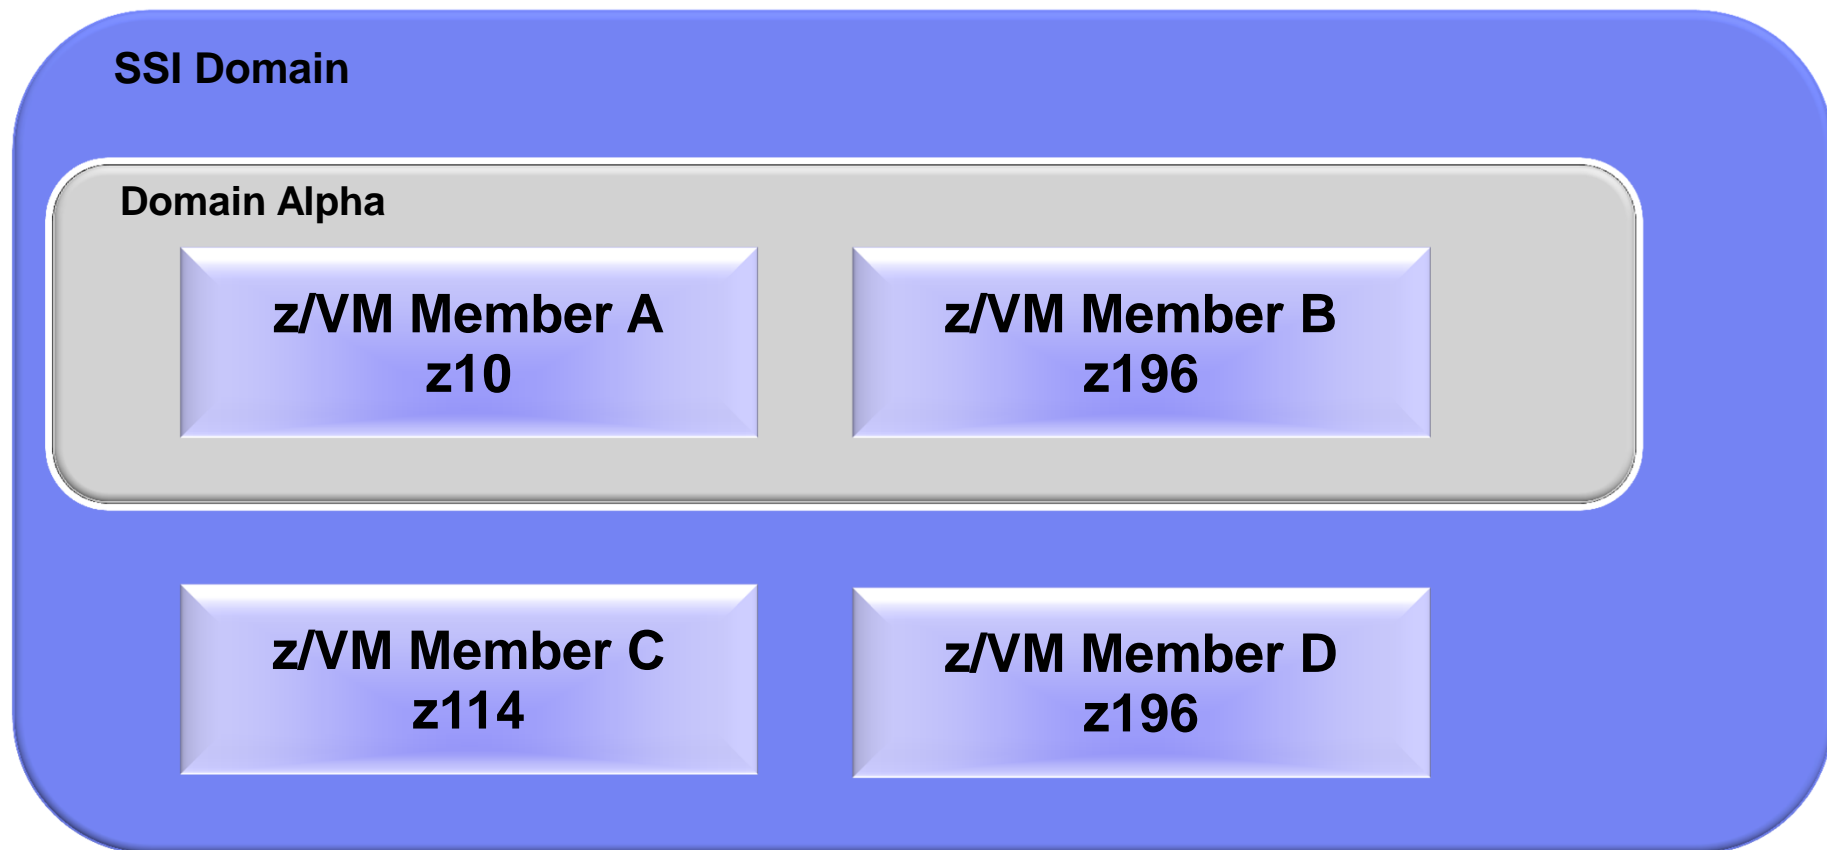 SSI Domain
Domain Alpha
z/VM Member A
z10
z/VM Member B
z196
z/VM Member C
z114
z/VM Member D
z196